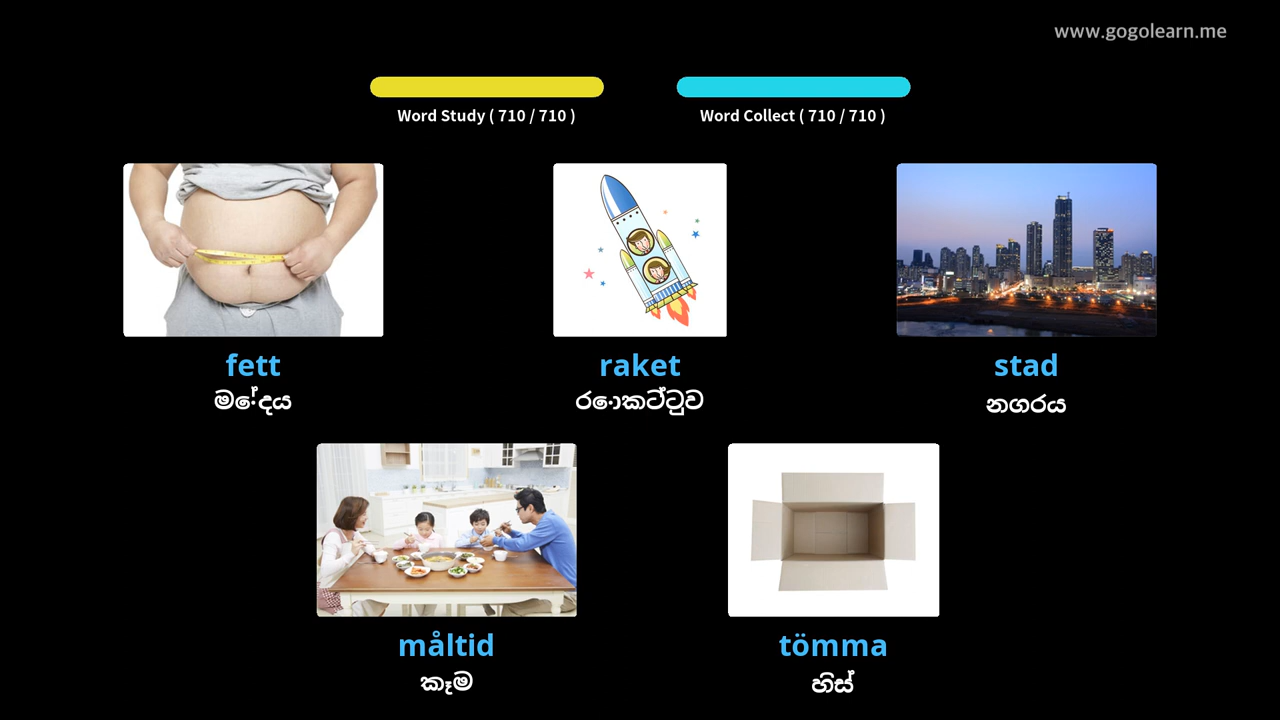 www.gogolearn.me
Word Study ( 710 / 710 )
Word Collect ( 710 / 710 )
fett
raket
stad
මේදය
රොකට්ටුව
නගරය
måltid
tömma
කෑම
හිස්